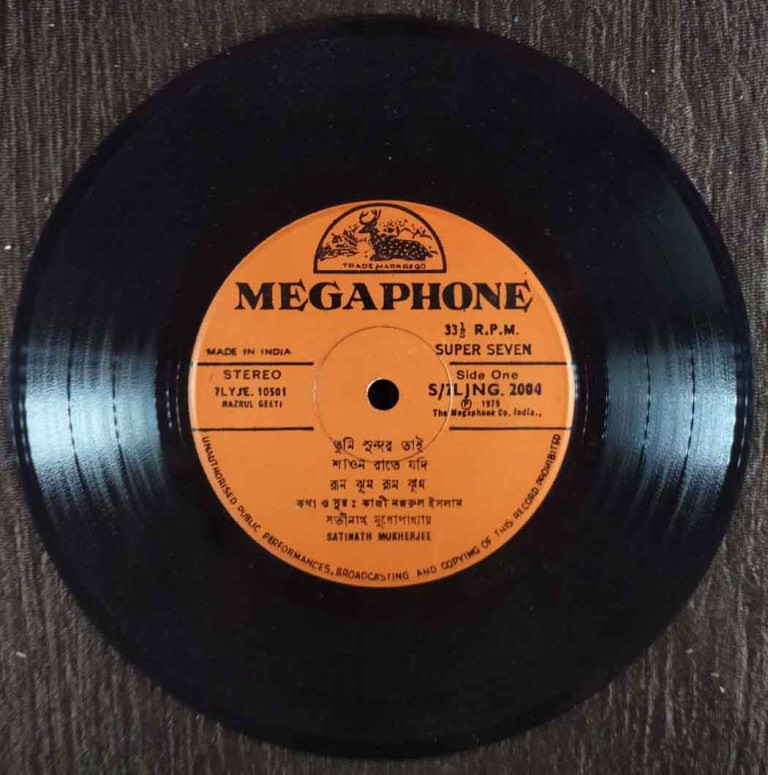 TRADE MARK REGD
MEGAPHONE
33⅓ R.P.M.
SUPER SEVEN
MADE IN INDIA
STEREO
7LYJE. 10501
NAZRUL GEETI
Side One
S/7LJNG. 2004
Ⓟ 1979
The Megaphone Co. India.,
তুমি সুন্দর তাই
শাওন রাতে যদি
রুম ঝুম রুম ঝুম
কথা ও সুর : কাজী নজরুল ইসলাম
সতীনাথ মুখোপাধ্যায়
SATINATH MUKHERJEE
UNAUTHORISED PUBLIC PERFORMANCES, BROADCASTING AND COPYING OF THIS RECORD PROHIBITED